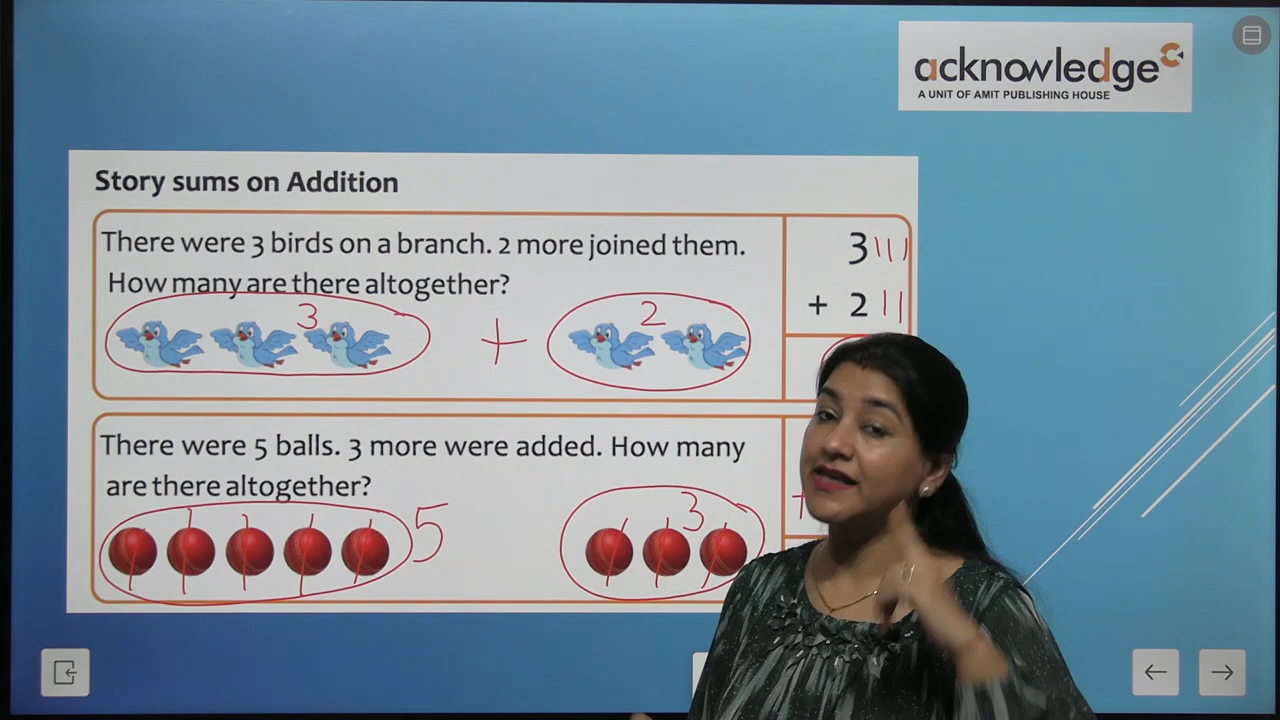 acknowledge
A UNIT OF AMIT PUBLISHING HOUSE
Story sums on Addition
There were 3 birds on a branch. 2 more joined them.
How many are there altogether?
3 |||
+ 2 ||
3 + 2
There were 5 balls. 3 more were added. How many
are there altogether?
5 3
+